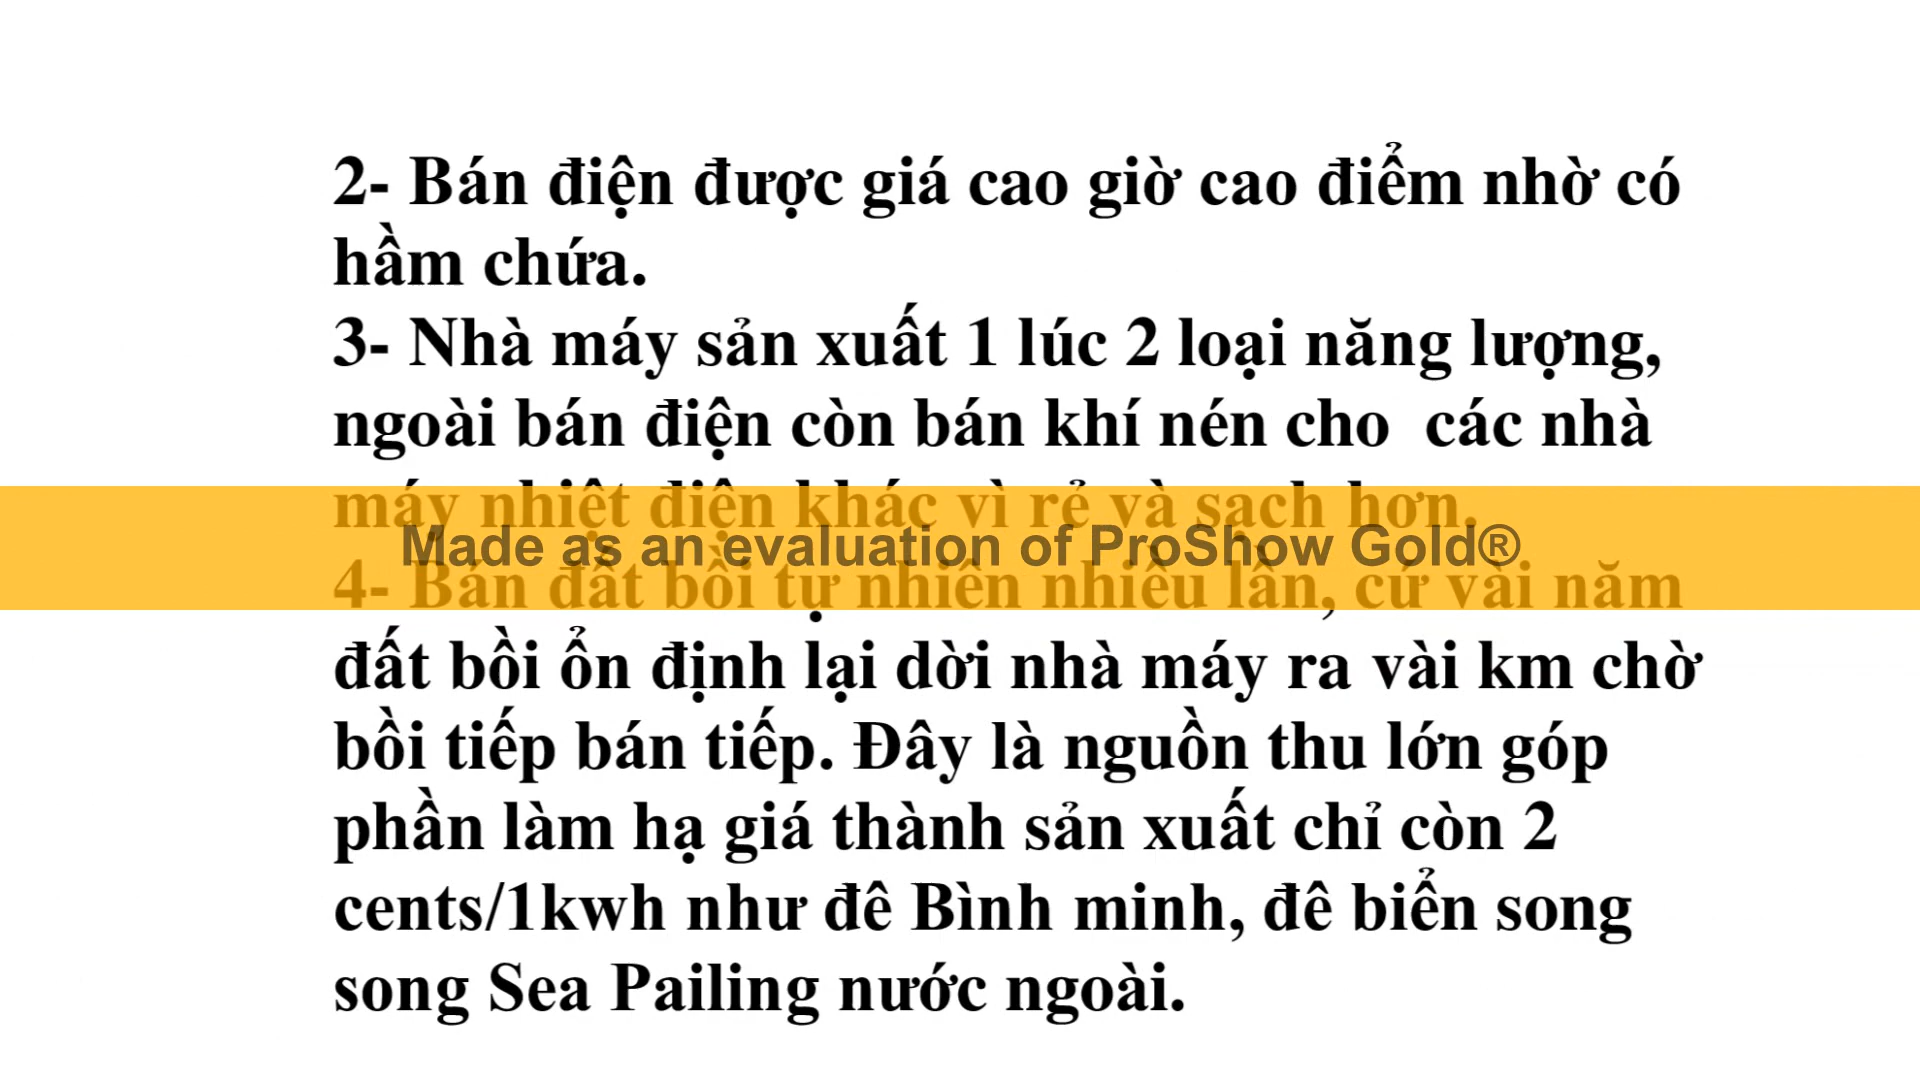 2- Bán điện được giá cao giờ cao điểm nhờ có
hầm chứa.
3- Nhà máy sản xuất 1 lúc 2 loại năng lượng,
ngoài bán điện còn bán khí nén cho các nhà
máy nhiệt điện khác vì rẻ và sạch hơn.
Made as an evaluation of ProShow Gold®
4- Bán đất bồi tự nhiên nhiều lần, cứ vài năm
đất bồi ổn định lại dời nhà máy ra vài km chờ
bồi tiếp bán tiếp. Đây là nguồn thu lớn góp
phần làm hạ giá thành sản xuất chỉ còn 2
cents/1kwh như đê Bình minh, đê biển song
song Sea Pailing nước ngoài.